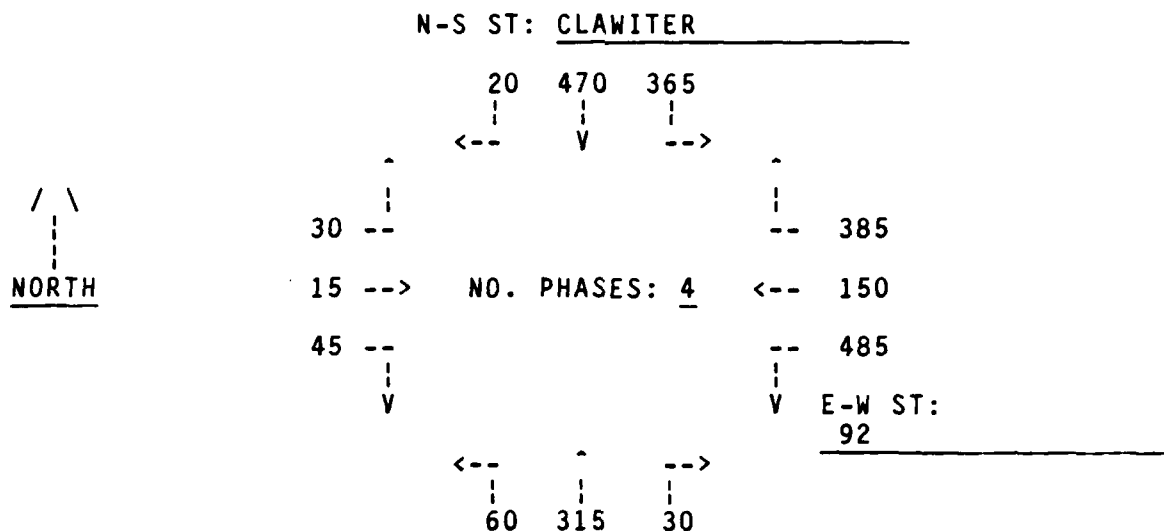 N-S ST: CLAWITER
20 470 365
<-- V -->
/ \
30 -- -- 385
NORTH 15 --> NO. PHASES: 4 <-- 150
45 -- -- 485
V V E-W ST:
92
<-- ^ -->
60 315 30